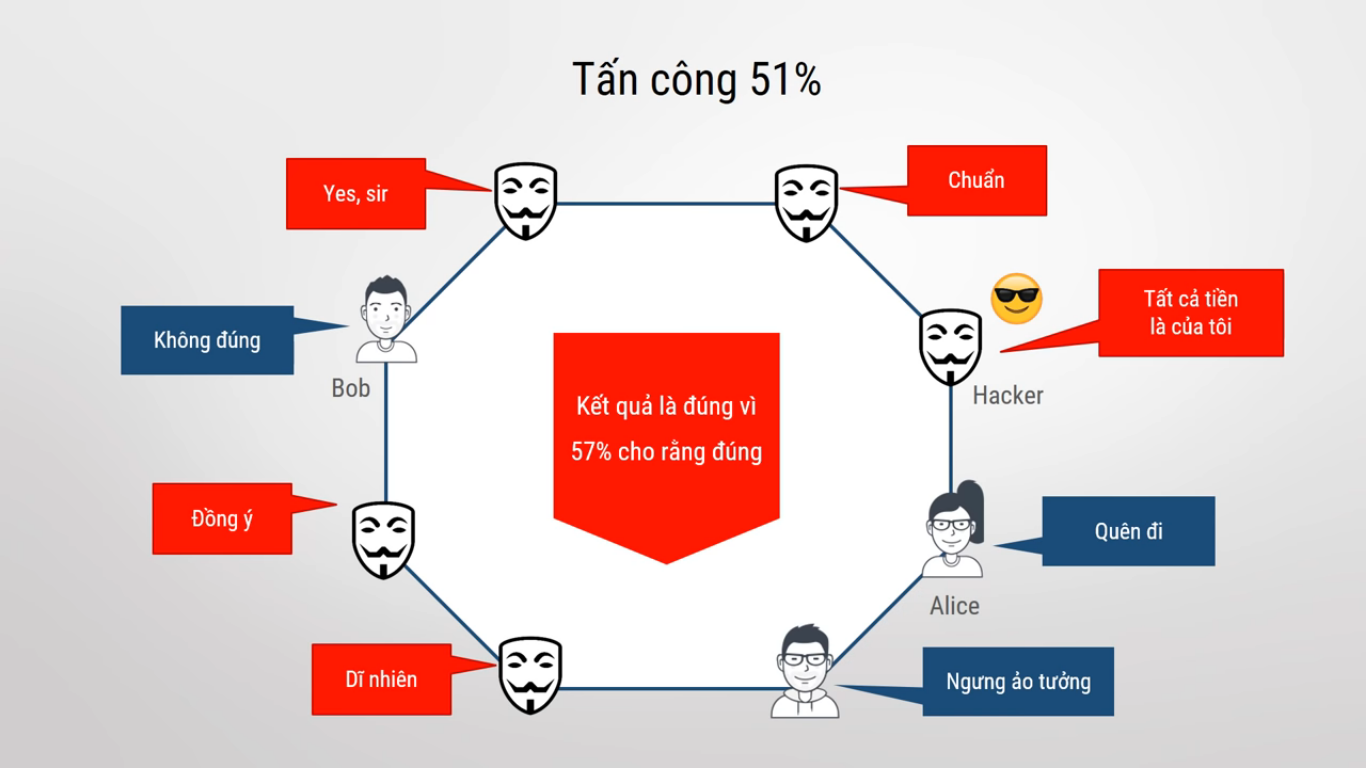 Tấn công 51%
Yes, sir
Chuẩn
Tất cả tiền
là của tôi
Không đúng
Bob
Hacker
Kết quả là đúng vì
57% cho rằng đúng
Đồng ý
Quên đi
Alice
Dĩ nhiên
Ngưng ảo tưởng